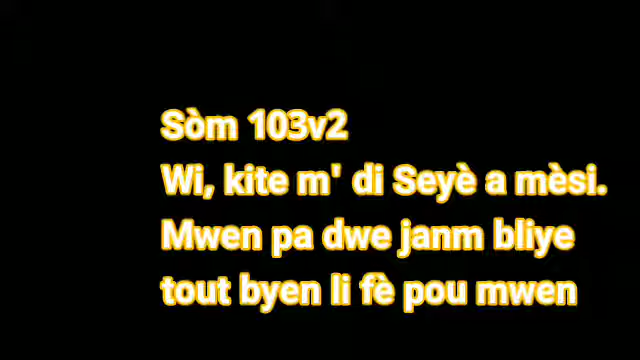 Sòm 103v2
Wi, kite m' di Seyè a mèsi.
Mwen pa dwe janm bliye
tout byen li fè pou mwen